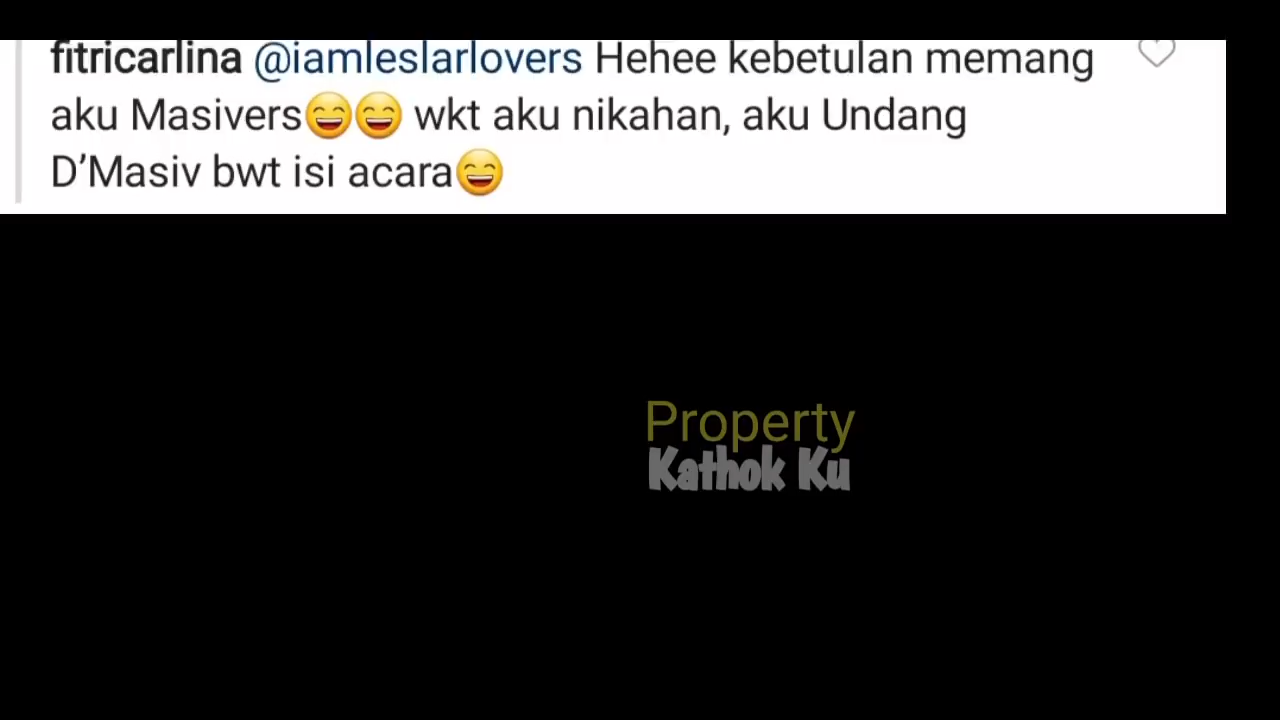 fitricarlina @iamleslarlovers Hehee kebetulan memang
aku Masivers😄😄 wkt aku nikahan, aku Undang
D’Masiv bwt isi acara😄
Property
Kathok Ku